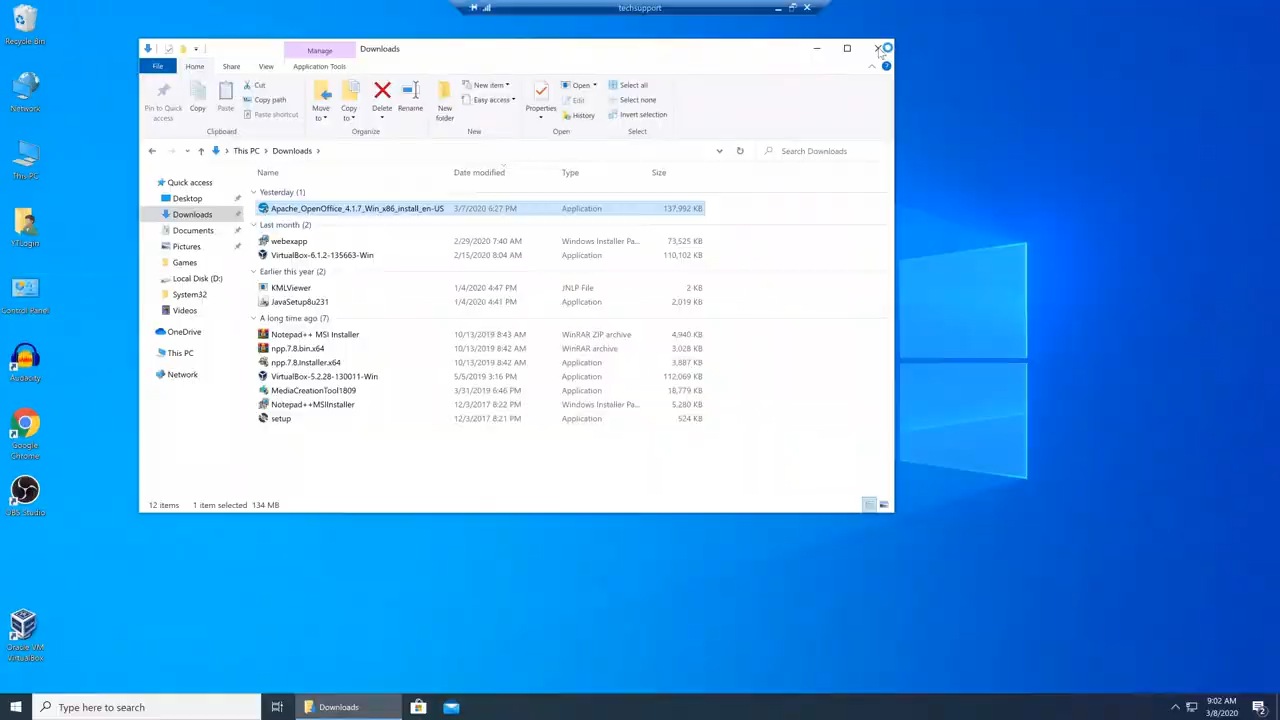 techsupport
Recycle Bin
Network
This PC
YTLogin
Control Panel
Audacity
Google
Chrome
OBS Studio
Oracle VM
VirtualBox
Manage
Downloads
File
Home
Share
View
Application Tools
Pin to Quick
access
Copy
Paste
Cut
Copy path
Paste shortcut
Clipboard
Move
to
Copy
to
Delete
Rename
Organize
New
folder
New item
Easy access
New
Properties
Open
Edit
History
Open
Select all
Select none
Invert selection
Select
This PC
Downloads
Search Downloads
Quick access
Desktop
Downloads
Documents
Pictures
Games
Local Disk (D:)
System32
Videos
OneDrive
This PC
Network
Name Date modified Type Size
Yesterday (1)
Apache_OpenOffice_4.1.7_Win_x86_install_en-US 3/7/2020 6:27 PM Application 137,992 KB
Last month (2)
webexapp 2/29/2020 7:40 AM Windows Installer Pa... 73,525 KB
VirtualBox-6.1.2-135663-Win 2/15/2020 8:04 AM Application 110,102 KB
Earlier this year (2)
KMLViewer 1/4/2020 4:47 PM JNLP File 2 KB
JavaSetup8u231 1/4/2020 4:41 PM Application 2,019 KB
A long time ago (7)
Notepad++ MSI Installer 10/13/2019 8:43 AM WinRAR ZIP archive 4,940 KB
npp.7.8.bin.x64 10/13/2019 8:42 AM WinRAR archive 3,028 KB
npp.7.8.Installer.x64 10/13/2019 8:42 AM Application 3,887 KB
VirtualBox-5.2.28-130011-Win 5/5/2019 3:16 PM Application 112,069 KB
MediaCreationTool1809 3/31/2019 6:46 PM Application 18,779 KB
Notepad++MSIInstaller 12/3/2017 8:22 PM Windows Installer Pa... 5,280 KB
setup 12/3/2017 8:21 PM Application 524 KB
12 items 1 item selected 134 MB
Type here to search
Downloads
9:02 AM
3/8/2020
2